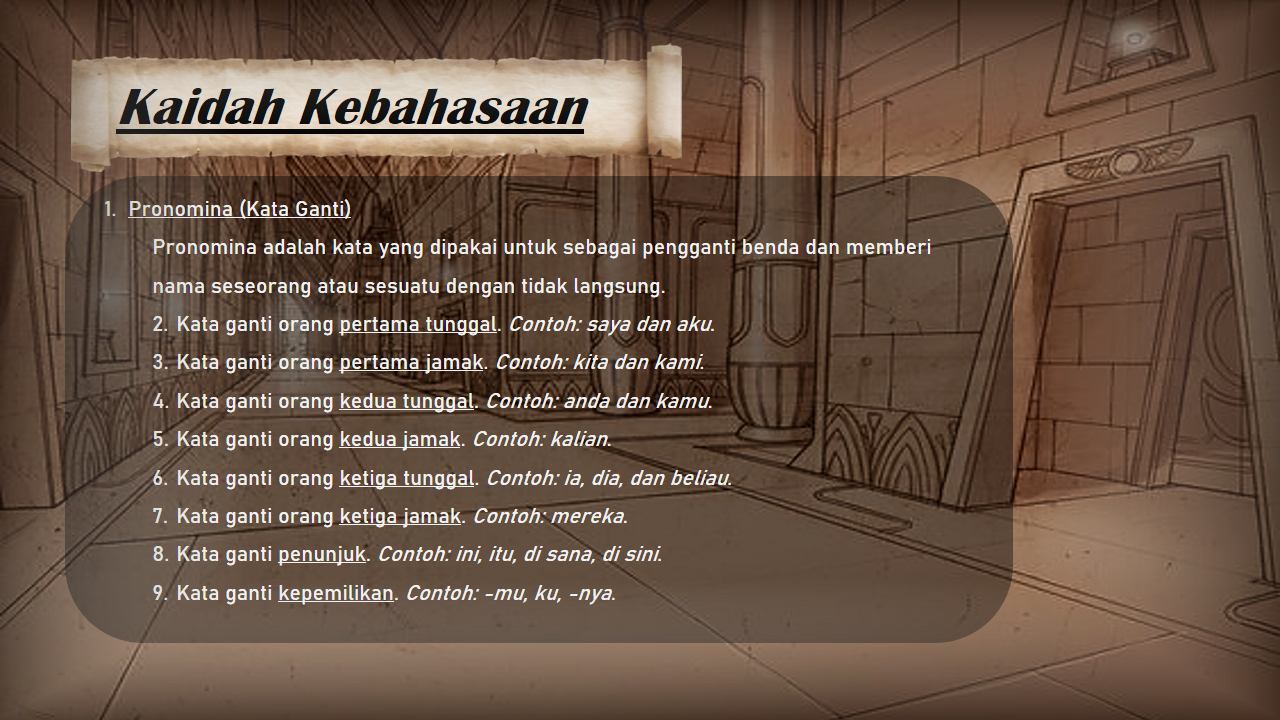 Kaidah Kebahasaan
1. Pronomina (Kata Ganti)
Pronomina adalah kata yang dipakai untuk sebagai pengganti benda dan memberi
nama seseorang atau sesuatu dengan tidak langsung.
2. Kata ganti orang pertama tunggal. Contoh: saya dan aku.
3. Kata ganti orang pertama jamak. Contoh: kita dan kami.
4. Kata ganti orang kedua tunggal. Contoh: anda dan kamu.
5. Kata ganti orang kedua jamak. Contoh: kalian.
6. Kata ganti orang ketiga tunggal. Contoh: ia, dia, dan beliau.
7. Kata ganti orang ketiga jamak. Contoh: mereka.
8. Kata ganti penunjuk. Contoh: ini, itu, di sana, di sini.
9. Kata ganti kepemilikan. Contoh: -mu, ku, -nya.